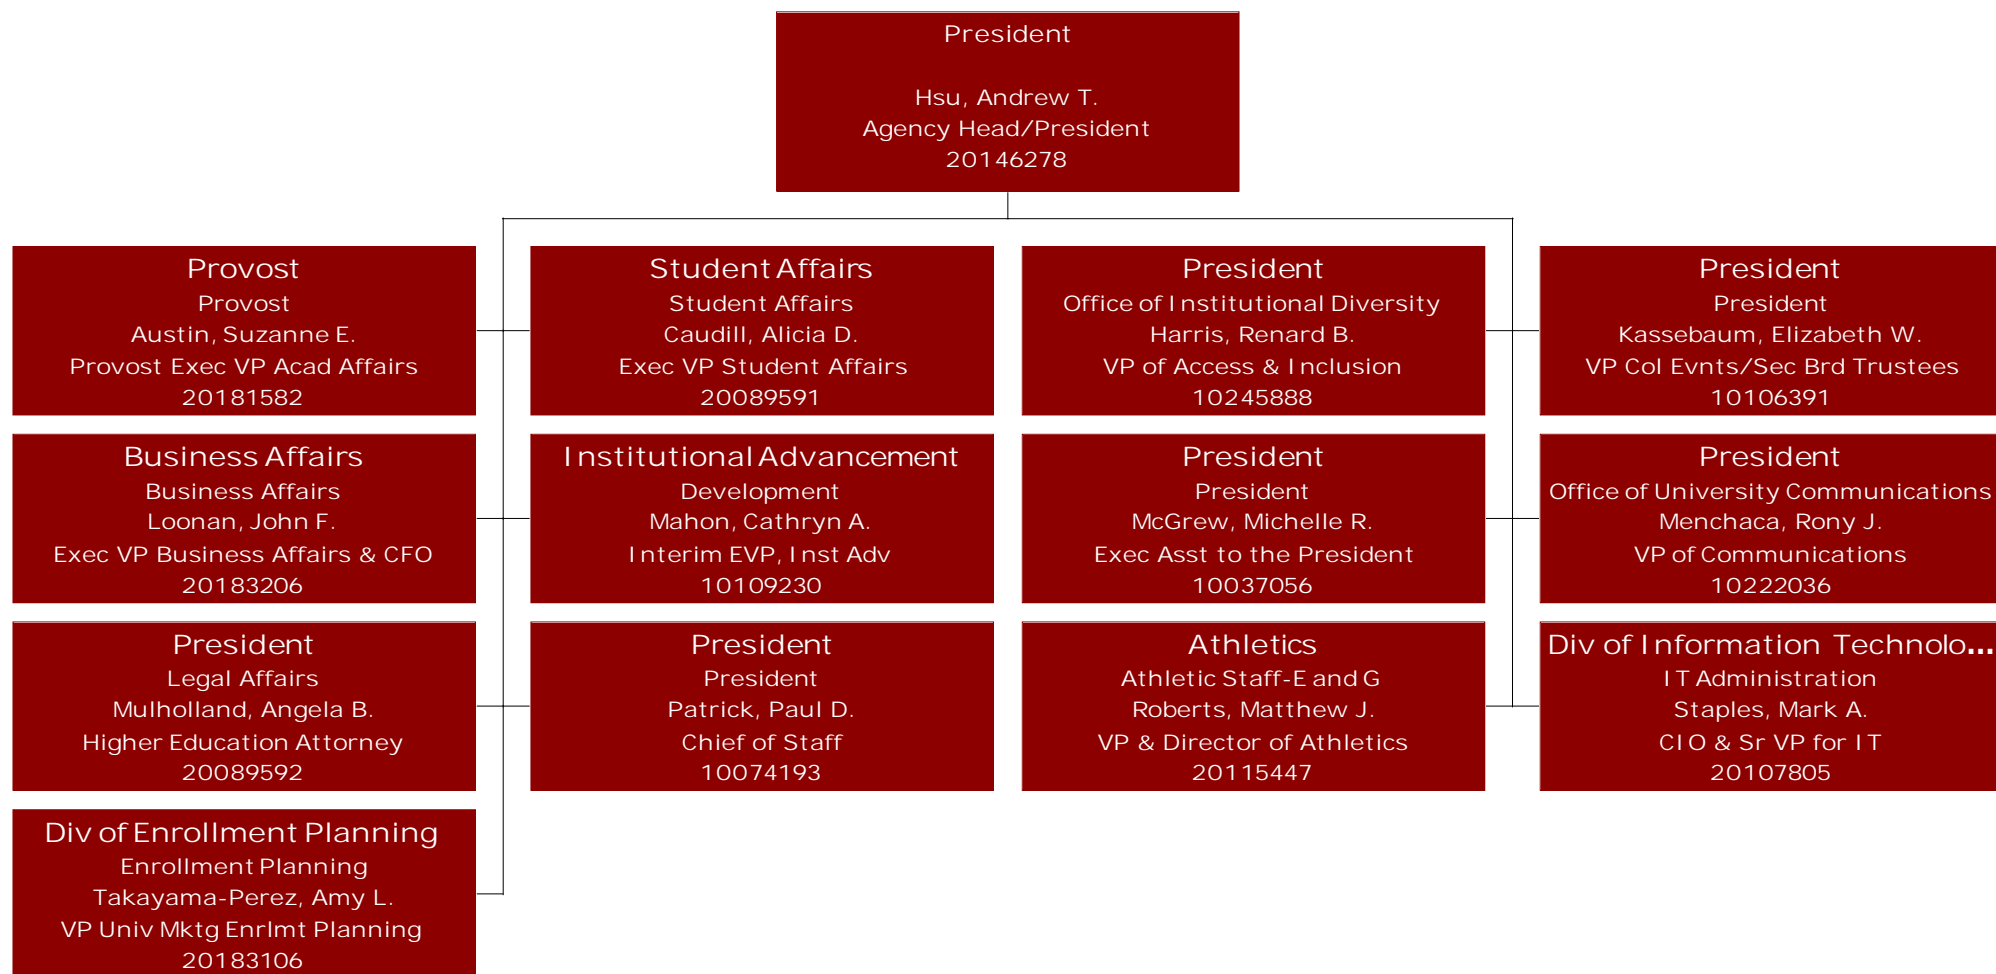 President
Hsu, Andrew T.
Agency Head/President
20146278
Provost
Provost
Austin, Suzanne E.
Provost Exec VP Acad Affairs
20181582
Student Affairs
Student Affairs
Caudill, Alicia D.
Exec VP Student Affairs
20089591
President
Office of Institutional Diversity
Harris, Renard B.
VP of Access & Inclusion
10245888
President
President
Kassebaum, Elizabeth W.
VP Col Evnts/Sec Brd Trustees
10106391
Business Affairs
Business Affairs
Loonan, John F.
Exec VP Business Affairs & CFO
20183206
Institutional Advancement
Development
Mahon, Cathryn A.
Interim EVP, Inst Adv
10109230
President
President
McGrew, Michelle R.
Exec Asst to the President
10037056
President
Office of University Communications
Menchaca, Rony J.
VP of Communications
10222036
President
Legal Affairs
Mulholland, Angela B.
Higher Education Attorney
20089592
President
President
Patrick, Paul D.
Chief of Staff
10074193
Athletics
Athletic Staff-E and G
Roberts, Matthew J.
VP & Director of Athletics
20115447
Div of Information Technolo...
IT Administration
Staples, Mark A.
CIO & Sr VP for IT
20107805
Div of Enrollment Planning
Enrollment Planning
Takayama-Perez, Amy L.
VP Univ Mktg Enrlmt Planning
20183106